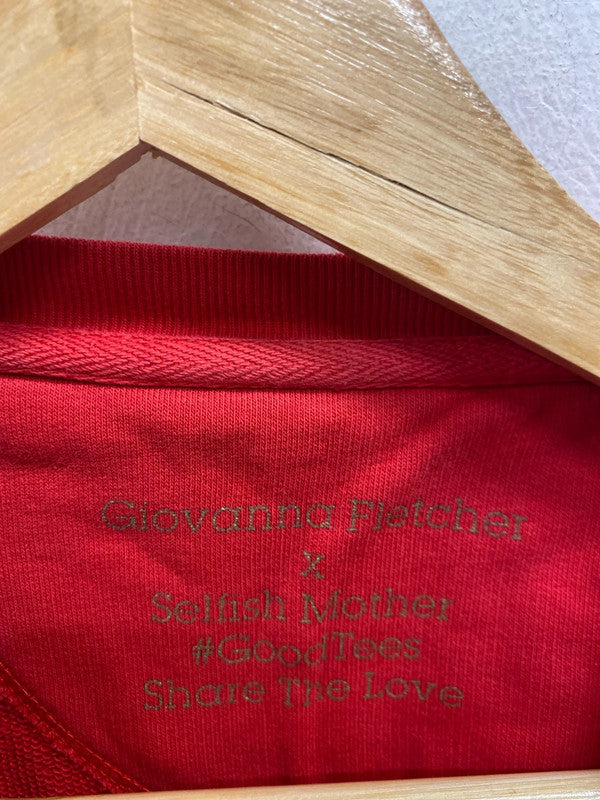 Giovanna Fletcher
x
Selfish Mother
#GoodTees
Share The Love